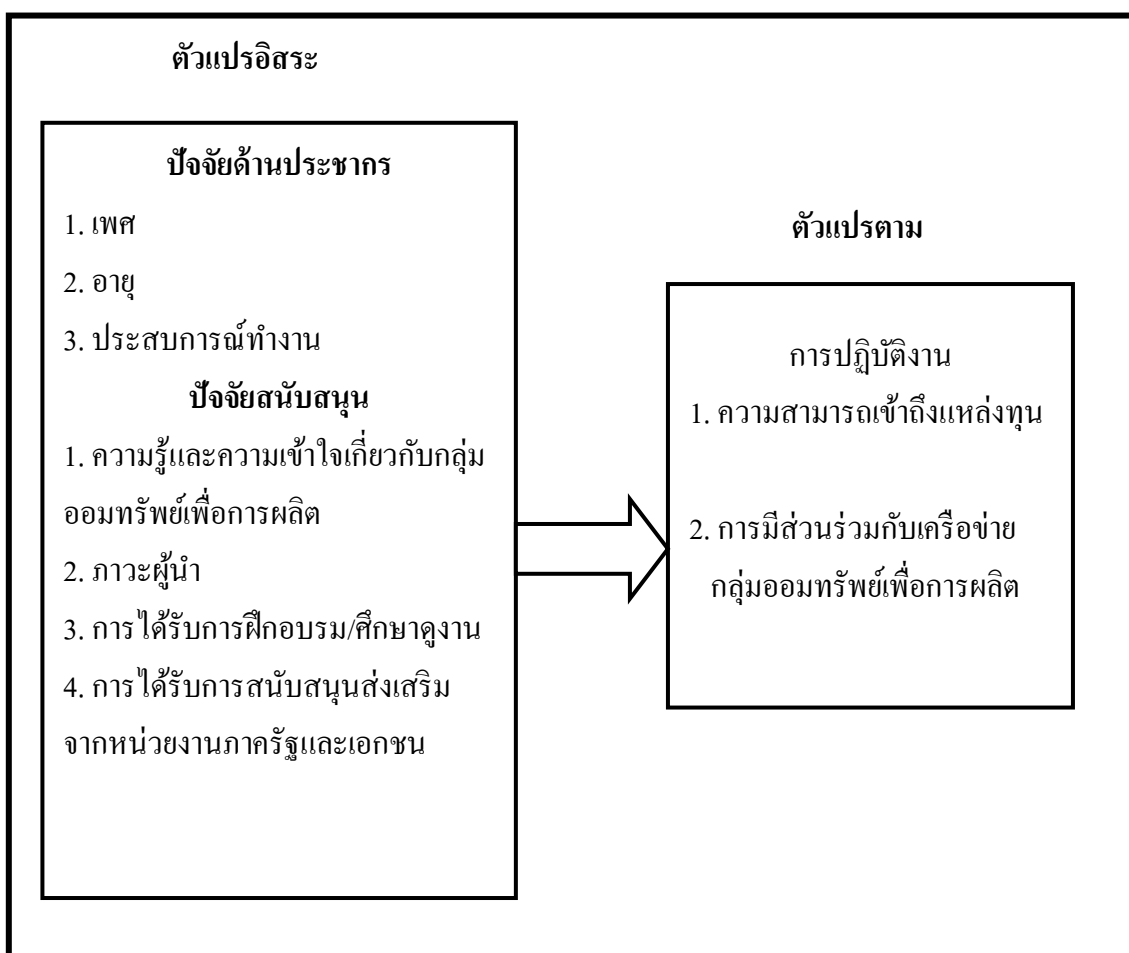 ตัวแปรอิสระ
ปัจจัยด้านประชากร
1. เพศ
2. อายุ
3. ประสบการณ์ทำงาน
ปัจจัยสนับสนุน
1. ความรู้และความเข้าใจเกี่ยวกับกลุ่ม
ออมทรัพย์เพื่อการผลิต
2. ภาวะผู้นำ
3. การได้รับการฝึกอบรม/ศึกษาดูงาน
4. การได้รับการสนับสนุนส่งเสริม
จากหน่วยงานภาครัฐและเอกชน
ตัวแปรตาม
การปฏิบัติงาน
1. ความสามารถเข้าถึงแหล่งทุน
2. การมีส่วนร่วมกับเครือข่าย
กลุ่มออมทรัพย์เพื่อการผลิต